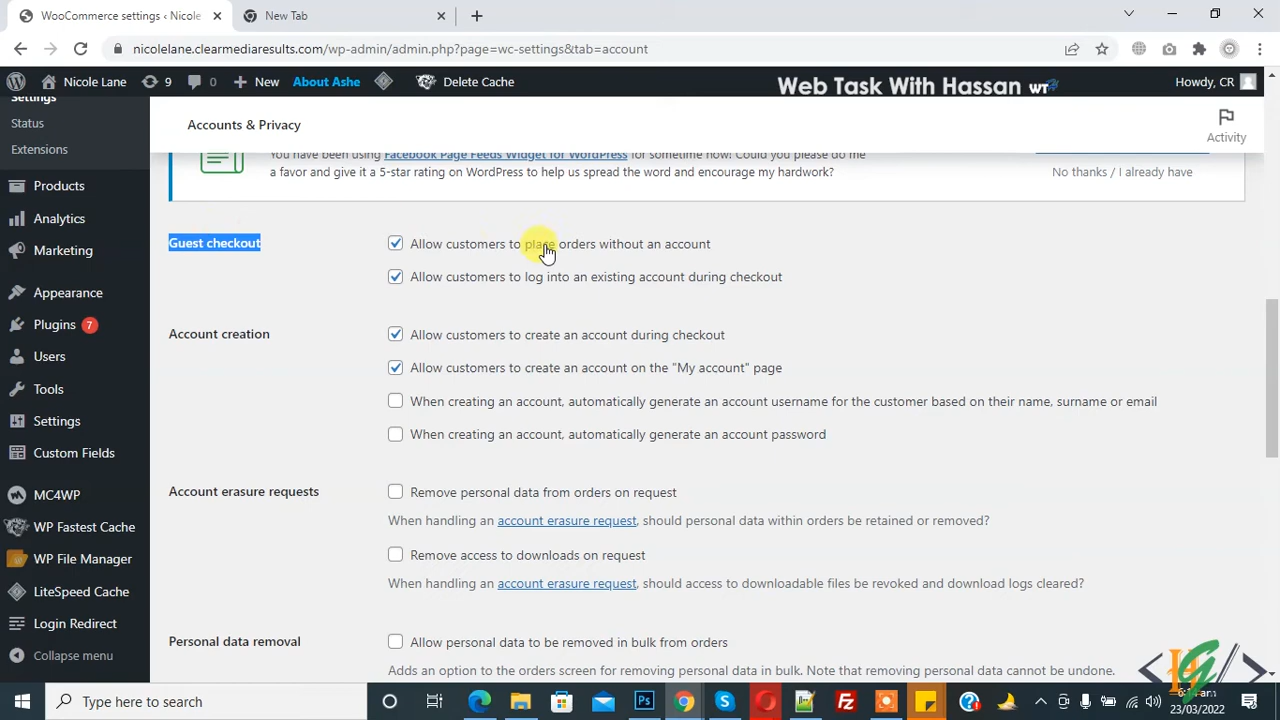 WooCommerce settings ‹ Nicole
New Tab
nicolelane.clearmediaresults.com/wp-admin/admin.php?page=wc-settings&tab=account
Nicole Lane
9
0
New
About Ashe
Delete Cache
Web Task With Hassan WT
Howdy, CR
Settings
Status
Extensions
Products
Analytics
Marketing
Appearance
Plugins 7
Users
Tools
Settings
Custom Fields
MC4WP
WP Fastest Cache
WP File Manager
LiteSpeed Cache
Login Redirect
Collapse menu
Accounts & Privacy
Activity
You have been using Facebook Page Feeds Widget for WordPress for sometime now! Could you please do me
a favor and give it a 5-star rating on WordPress to help us spread the word and encourage my hardwork?
No thanks / I already have
Guest checkout
Allow customers to place orders without an account
Allow customers to log into an existing account during checkout
Account creation
Allow customers to create an account during checkout
Allow customers to create an account on the "My account" page
When creating an account, automatically generate an account username for the customer based on their name, surname or email
When creating an account, automatically generate an account password
Account erasure requests
Remove personal data from orders on request
When handling an account erasure request, should personal data within orders be retained or removed?
Remove access to downloads on request
When handling an account erasure request, should access to downloadable files be revoked and download logs cleared?
Personal data removal
Allow personal data to be removed in bulk from orders
Adds an option to the orders screen for removing personal data in bulk. Note that removing personal data cannot be undone.
Type here to search
23/03/2022